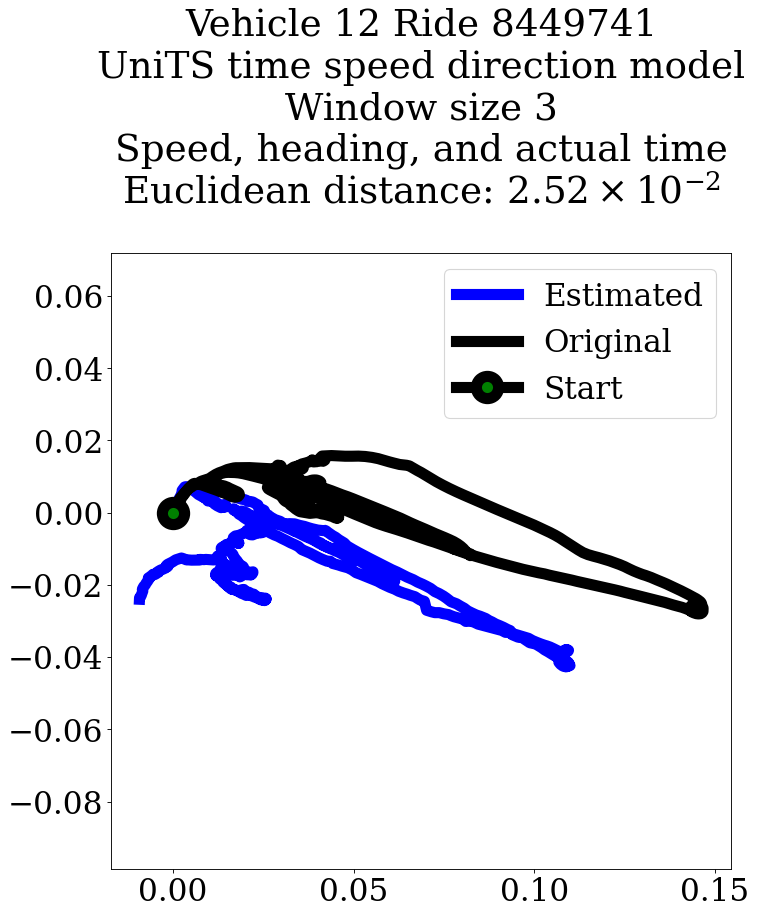 Vehicle 12 Ride 8449741
UniTS time speed direction model
Window size 3
Speed, heading, and actual time
Euclidean distance: 2.52 × 10⁻²
Estimated
Original
Start
0.06
0.04
0.02
0.00
−0.02
−0.04
−0.06
−0.08
0.00 0.05 0.10 0.15